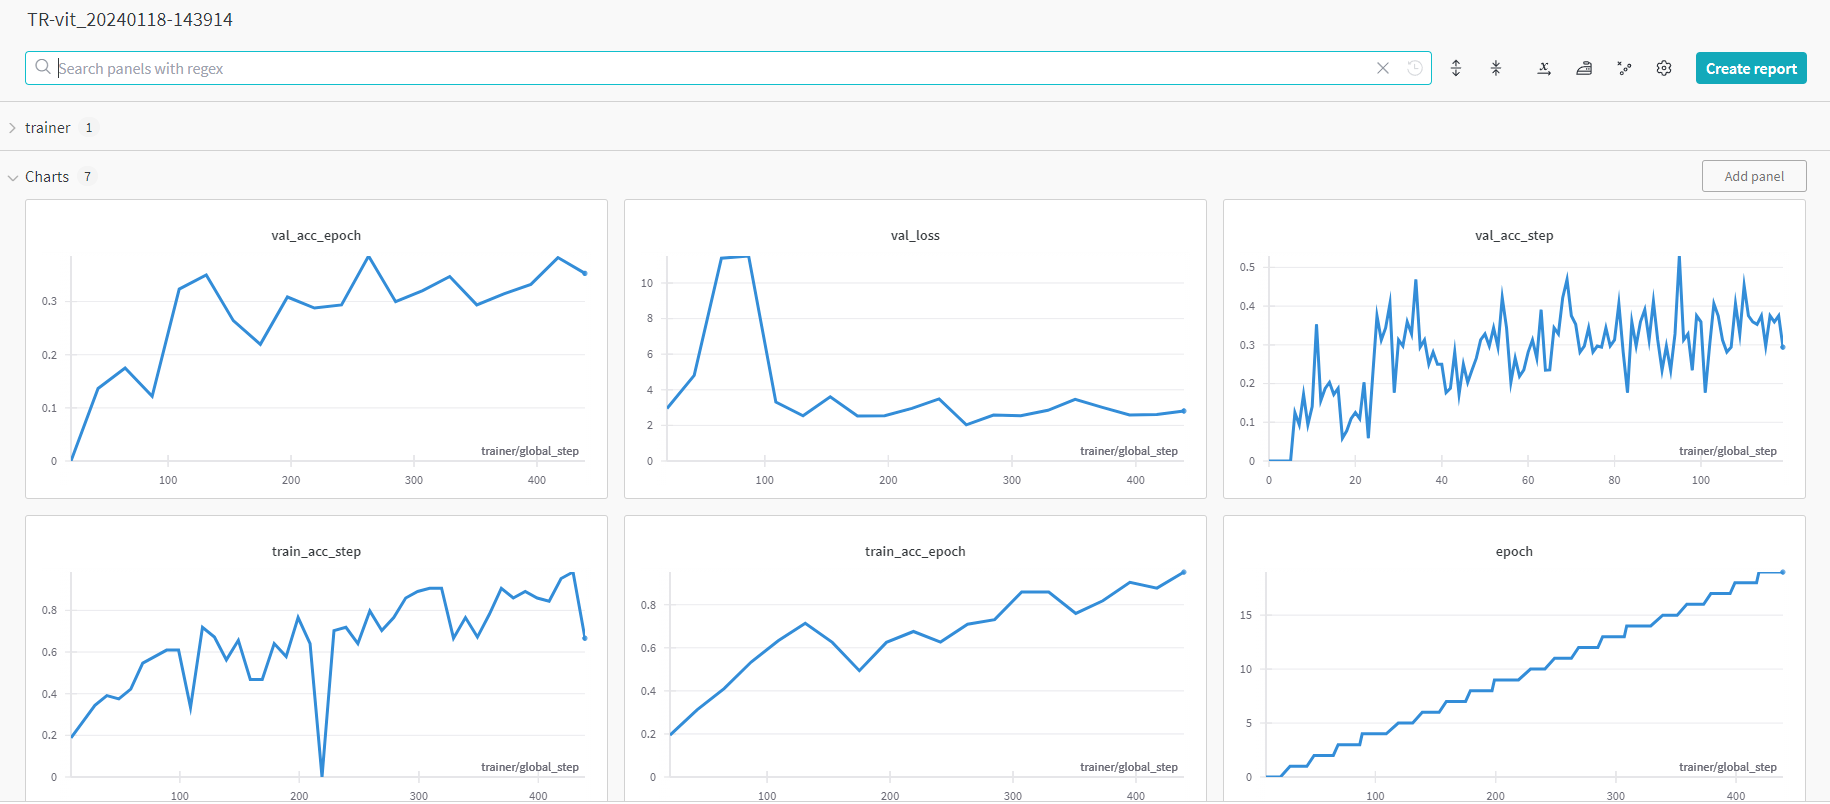 TR-vit_20240118-143914
Search panels with regex
Create report
trainer 1
Charts 7
Add panel
val_acc_epoch
0.3
0.2
0.1
0
trainer/global_step
100 200 300 400
val_loss
10
8
6
4
2
0
trainer/global_step
100 200 300 400
val_acc_step
0.5
0.4
0.3
0.2
0.1
0
trainer/global_step
0 20 40 60 80 100
train_acc_step
0.8
0.6
0.4
0.2
0
trainer/global_step
100 200 300 400
train_acc_epoch
0.8
0.6
0.4
0.2
0
trainer/global_step
100 200 300 400
epoch
15
10
5
0
trainer/global_step
100 200 300 400